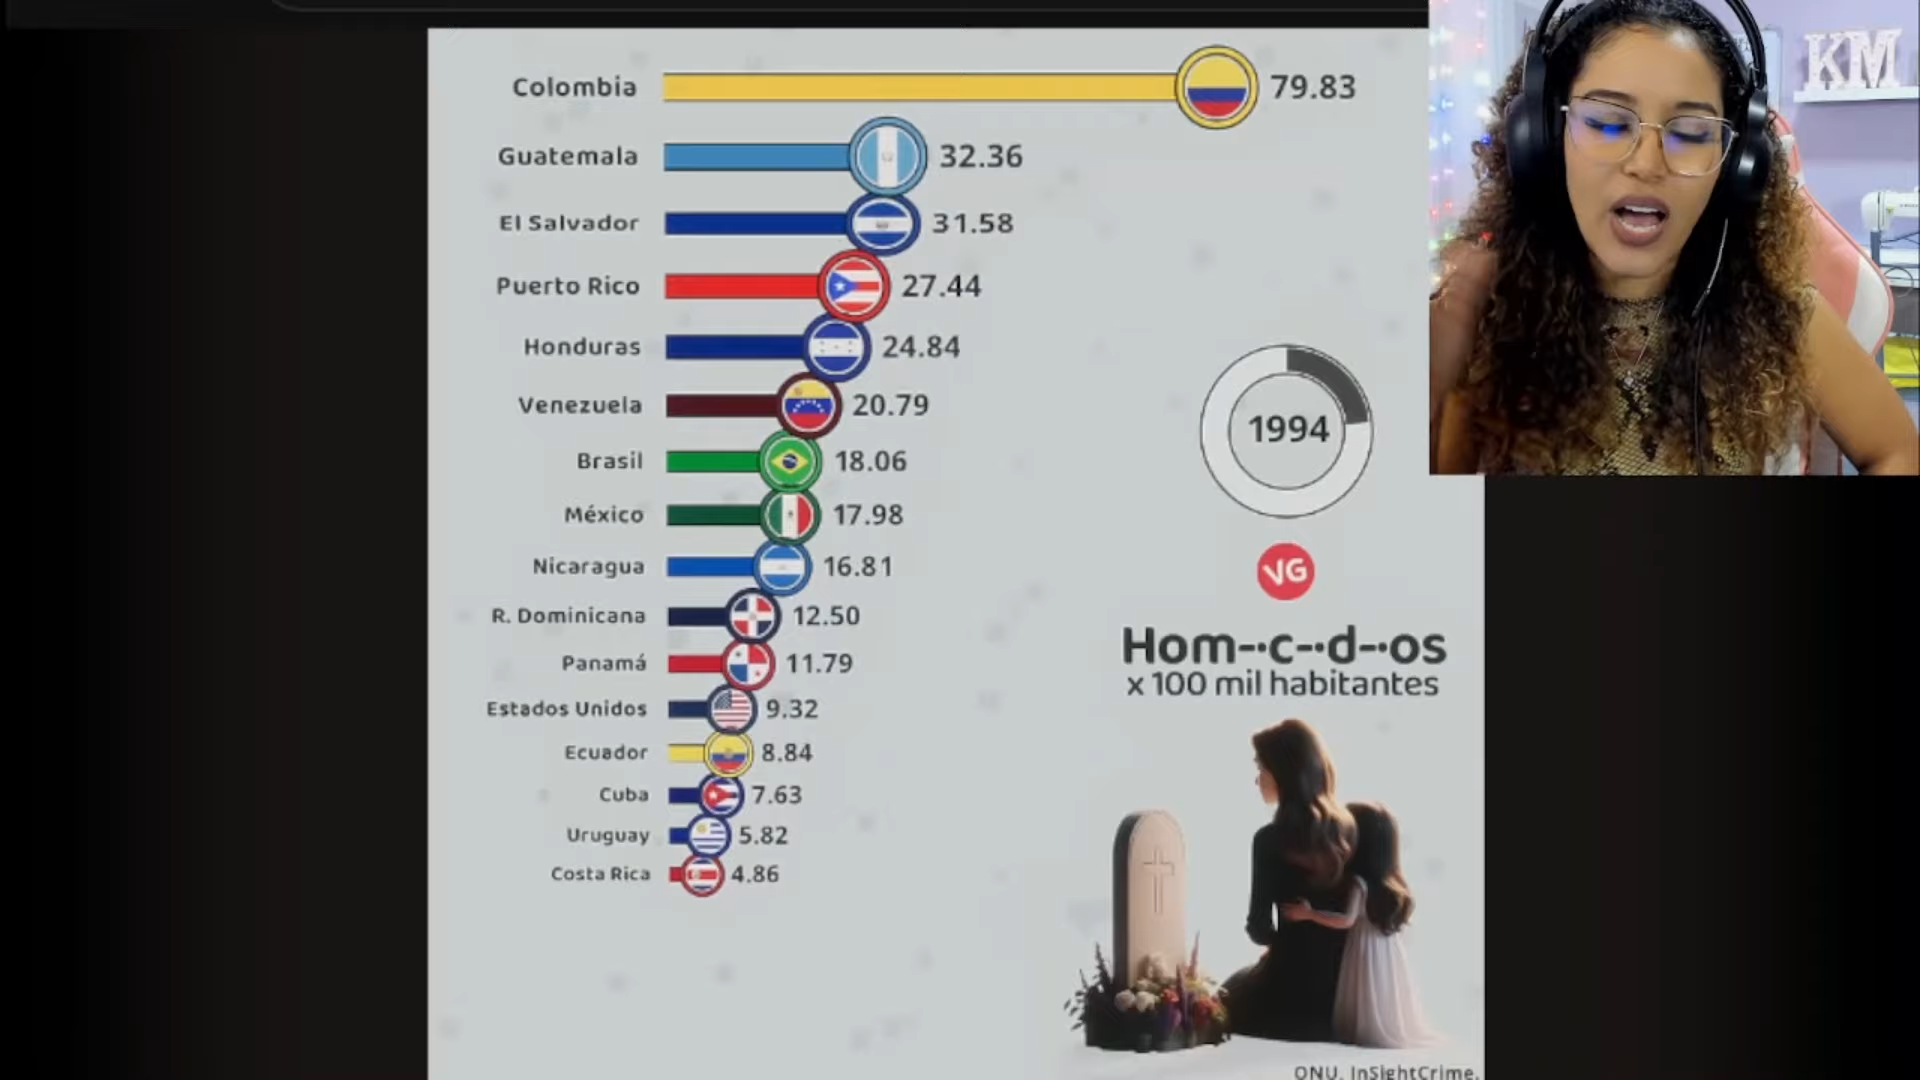 Colombia 79.83
Guatemala 32.36
El Salvador 31.58
Puerto Rico 27.44
Honduras 24.84
Venezuela 20.79
Brasil 18.06
México 17.98
Nicaragua 16.81
R. Dominicana 12.50
Panamá 11.79
Estados Unidos 9.32
Ecuador 8.84
Cuba 7.63
Uruguay 5.82
Costa Rica 4.86
1994
VG
Hom-·c-·d-·os
x 100 mil habitantes
ONU, InSightCrime,
KM